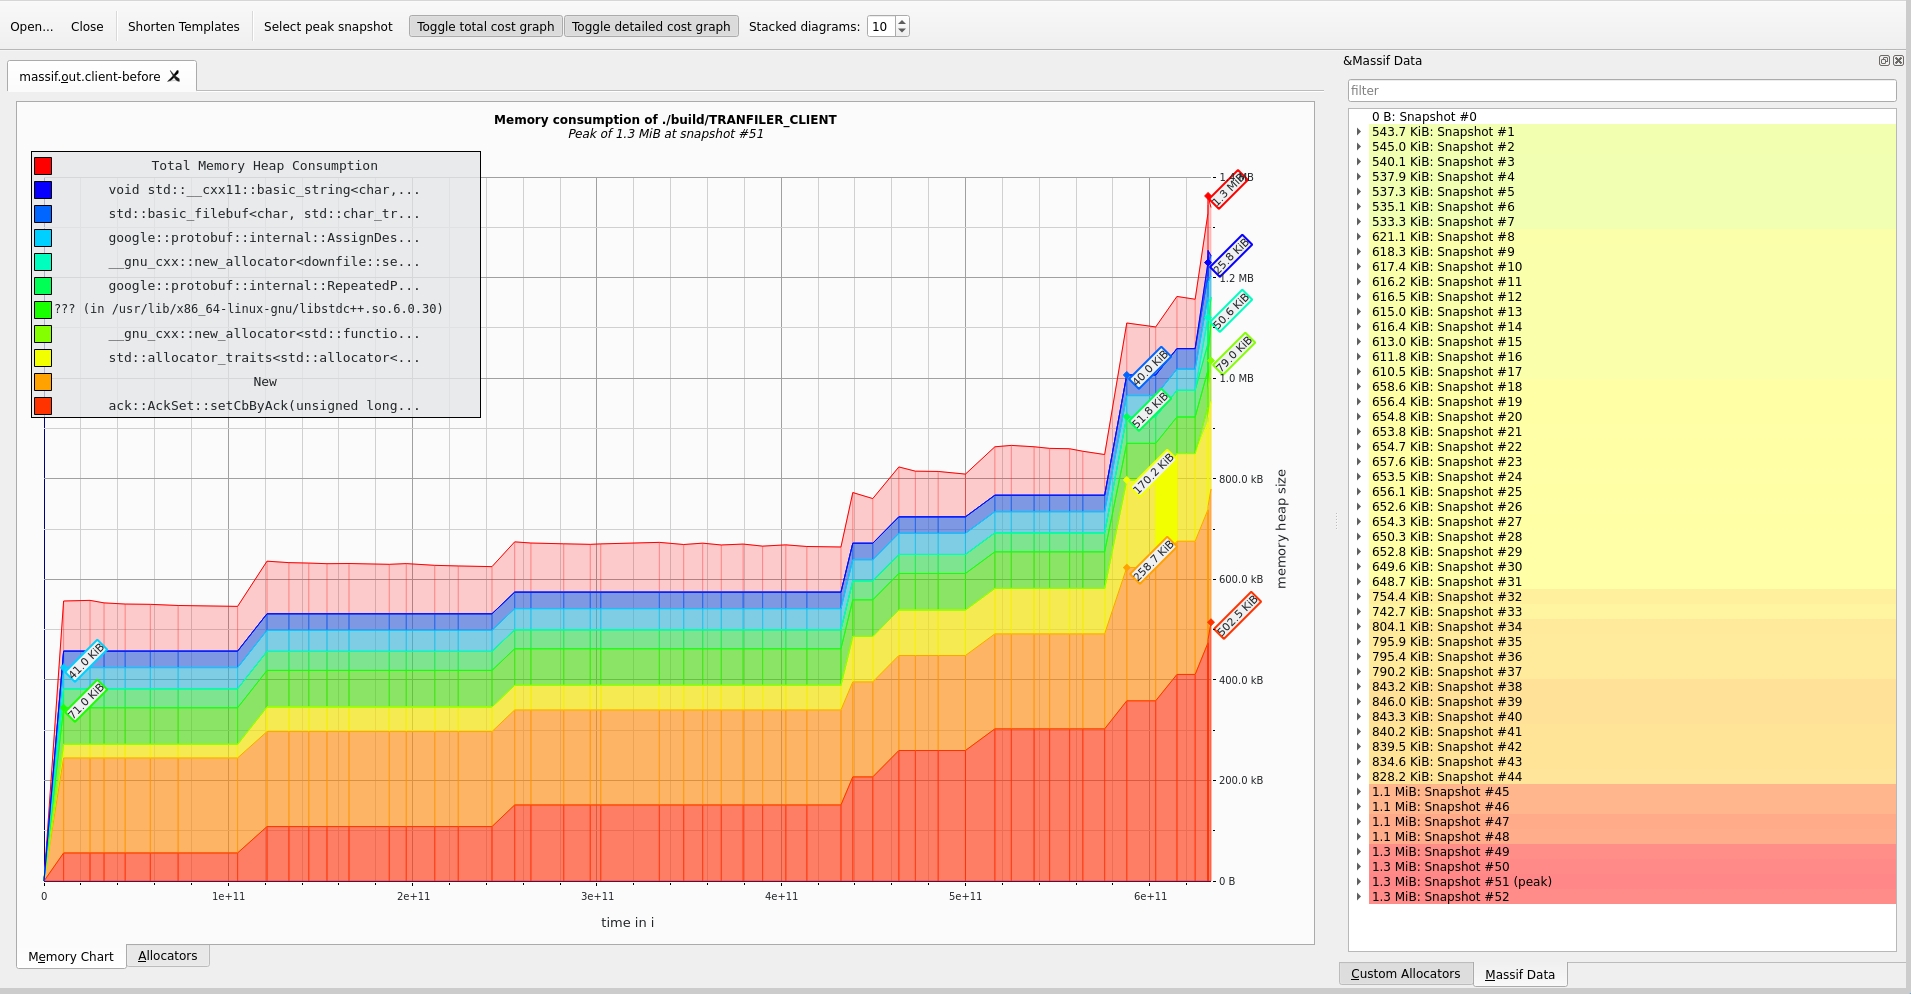 Open... Close Shorten Templates Select peak snapshot Toggle total cost graph Toggle detailed cost graph Stacked diagrams: 10
massif.out.client-before
Memory consumption of ./build/TRANFILER_CLIENT
Peak of 1.3 MiB at snapshot #51
Total Memory Heap Consumption
void std::__cxx11::basic_string<char,...
std::basic_filebuf<char, std::char_tr...
google::protobuf::internal::AssignDes...
__gnu_cxx::new_allocator<downfile::se...
google::protobuf::internal::RepeatedP...
??? (in /usr/lib/x86_64-linux-gnu/libstdc++.so.6.0.30)
__gnu_cxx::new_allocator<std::functio...
std::allocator_traits<std::allocator<...
New
ack::AckSet::setCbByAck(unsigned long...
1.3 MiB
25.8 KiB
50.6 KiB
79.0 KiB
40.0 KiB
51.8 KiB
170.2 KiB
258.7 KiB
502.5 KiB
41.0 KiB
71.0 KiB
1.2 MB
1.0 MB
800.0 kB
600.0 kB
400.0 kB
200.0 kB
0 B
memory heap size
0 1e+11 2e+11 3e+11 4e+11 5e+11 6e+11
time in i
Memory Chart Allocators
&Massif Data
filter
0 B: Snapshot #0
543.7 KiB: Snapshot #1
545.0 KiB: Snapshot #2
540.1 KiB: Snapshot #3
537.9 KiB: Snapshot #4
537.3 KiB: Snapshot #5
535.1 KiB: Snapshot #6
533.3 KiB: Snapshot #7
621.1 KiB: Snapshot #8
618.3 KiB: Snapshot #9
617.4 KiB: Snapshot #10
616.2 KiB: Snapshot #11
616.5 KiB: Snapshot #12
615.0 KiB: Snapshot #13
616.4 KiB: Snapshot #14
613.0 KiB: Snapshot #15
611.8 KiB: Snapshot #16
610.5 KiB: Snapshot #17
658.6 KiB: Snapshot #18
656.4 KiB: Snapshot #19
654.8 KiB: Snapshot #20
653.8 KiB: Snapshot #21
654.7 KiB: Snapshot #22
657.6 KiB: Snapshot #23
653.5 KiB: Snapshot #24
656.1 KiB: Snapshot #25
652.6 KiB: Snapshot #26
654.3 KiB: Snapshot #27
650.3 KiB: Snapshot #28
652.8 KiB: Snapshot #29
649.6 KiB: Snapshot #30
648.7 KiB: Snapshot #31
754.4 KiB: Snapshot #32
742.7 KiB: Snapshot #33
804.1 KiB: Snapshot #34
795.9 KiB: Snapshot #35
795.4 KiB: Snapshot #36
790.2 KiB: Snapshot #37
843.2 KiB: Snapshot #38
846.0 KiB: Snapshot #39
843.3 KiB: Snapshot #40
840.2 KiB: Snapshot #41
839.5 KiB: Snapshot #42
834.6 KiB: Snapshot #43
828.2 KiB: Snapshot #44
1.1 MiB: Snapshot #45
1.1 MiB: Snapshot #46
1.1 MiB: Snapshot #47
1.1 MiB: Snapshot #48
1.3 MiB: Snapshot #49
1.3 MiB: Snapshot #50
1.3 MiB: Snapshot #51 (peak)
1.3 MiB: Snapshot #52
Custom Allocators Massif Data